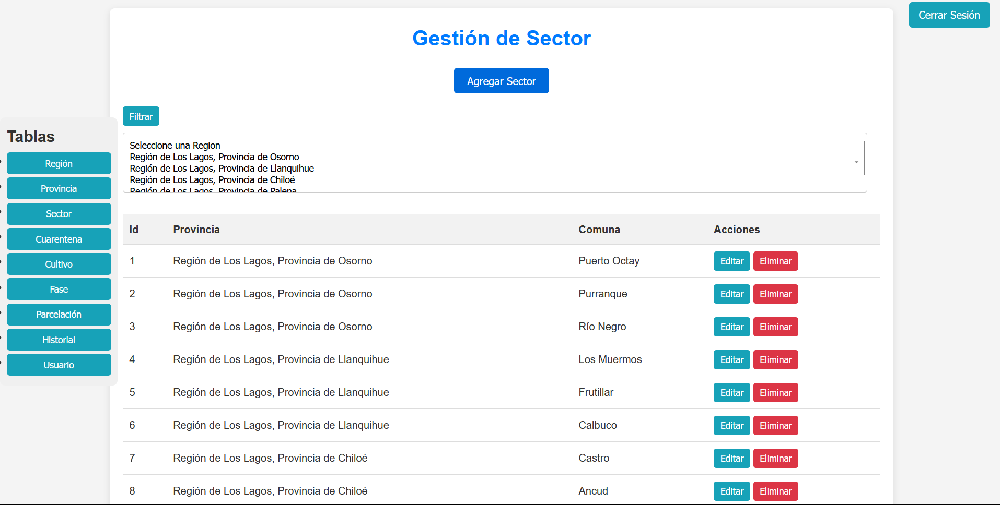 Cerrar Sesión
Gestión de Sector
Agregar Sector
Filtrar
Seleccione una Region
Región de Los Lagos, Provincia de Osorno
Región de Los Lagos, Provincia de Llanquihue
Región de Los Lagos, Provincia de Chiloé
Región de Los Lagos, Provincia de Palena
Tablas
Región
Provincia
Sector
Cuarentena
Cultivo
Fase
Parcelación
Historial
Usuario
Id Provincia Comuna Acciones
1 Región de Los Lagos, Provincia de Osorno Puerto Octay Editar Eliminar
2 Región de Los Lagos, Provincia de Osorno Purranque Editar Eliminar
3 Región de Los Lagos, Provincia de Osorno Río Negro Editar Eliminar
4 Región de Los Lagos, Provincia de Llanquihue Los Muermos Editar Eliminar
5 Región de Los Lagos, Provincia de Llanquihue Frutillar Editar Eliminar
6 Región de Los Lagos, Provincia de Llanquihue Calbuco Editar Eliminar
7 Región de Los Lagos, Provincia de Chiloé Castro Editar Eliminar
8 Región de Los Lagos, Provincia de Chiloé Ancud Editar Eliminar